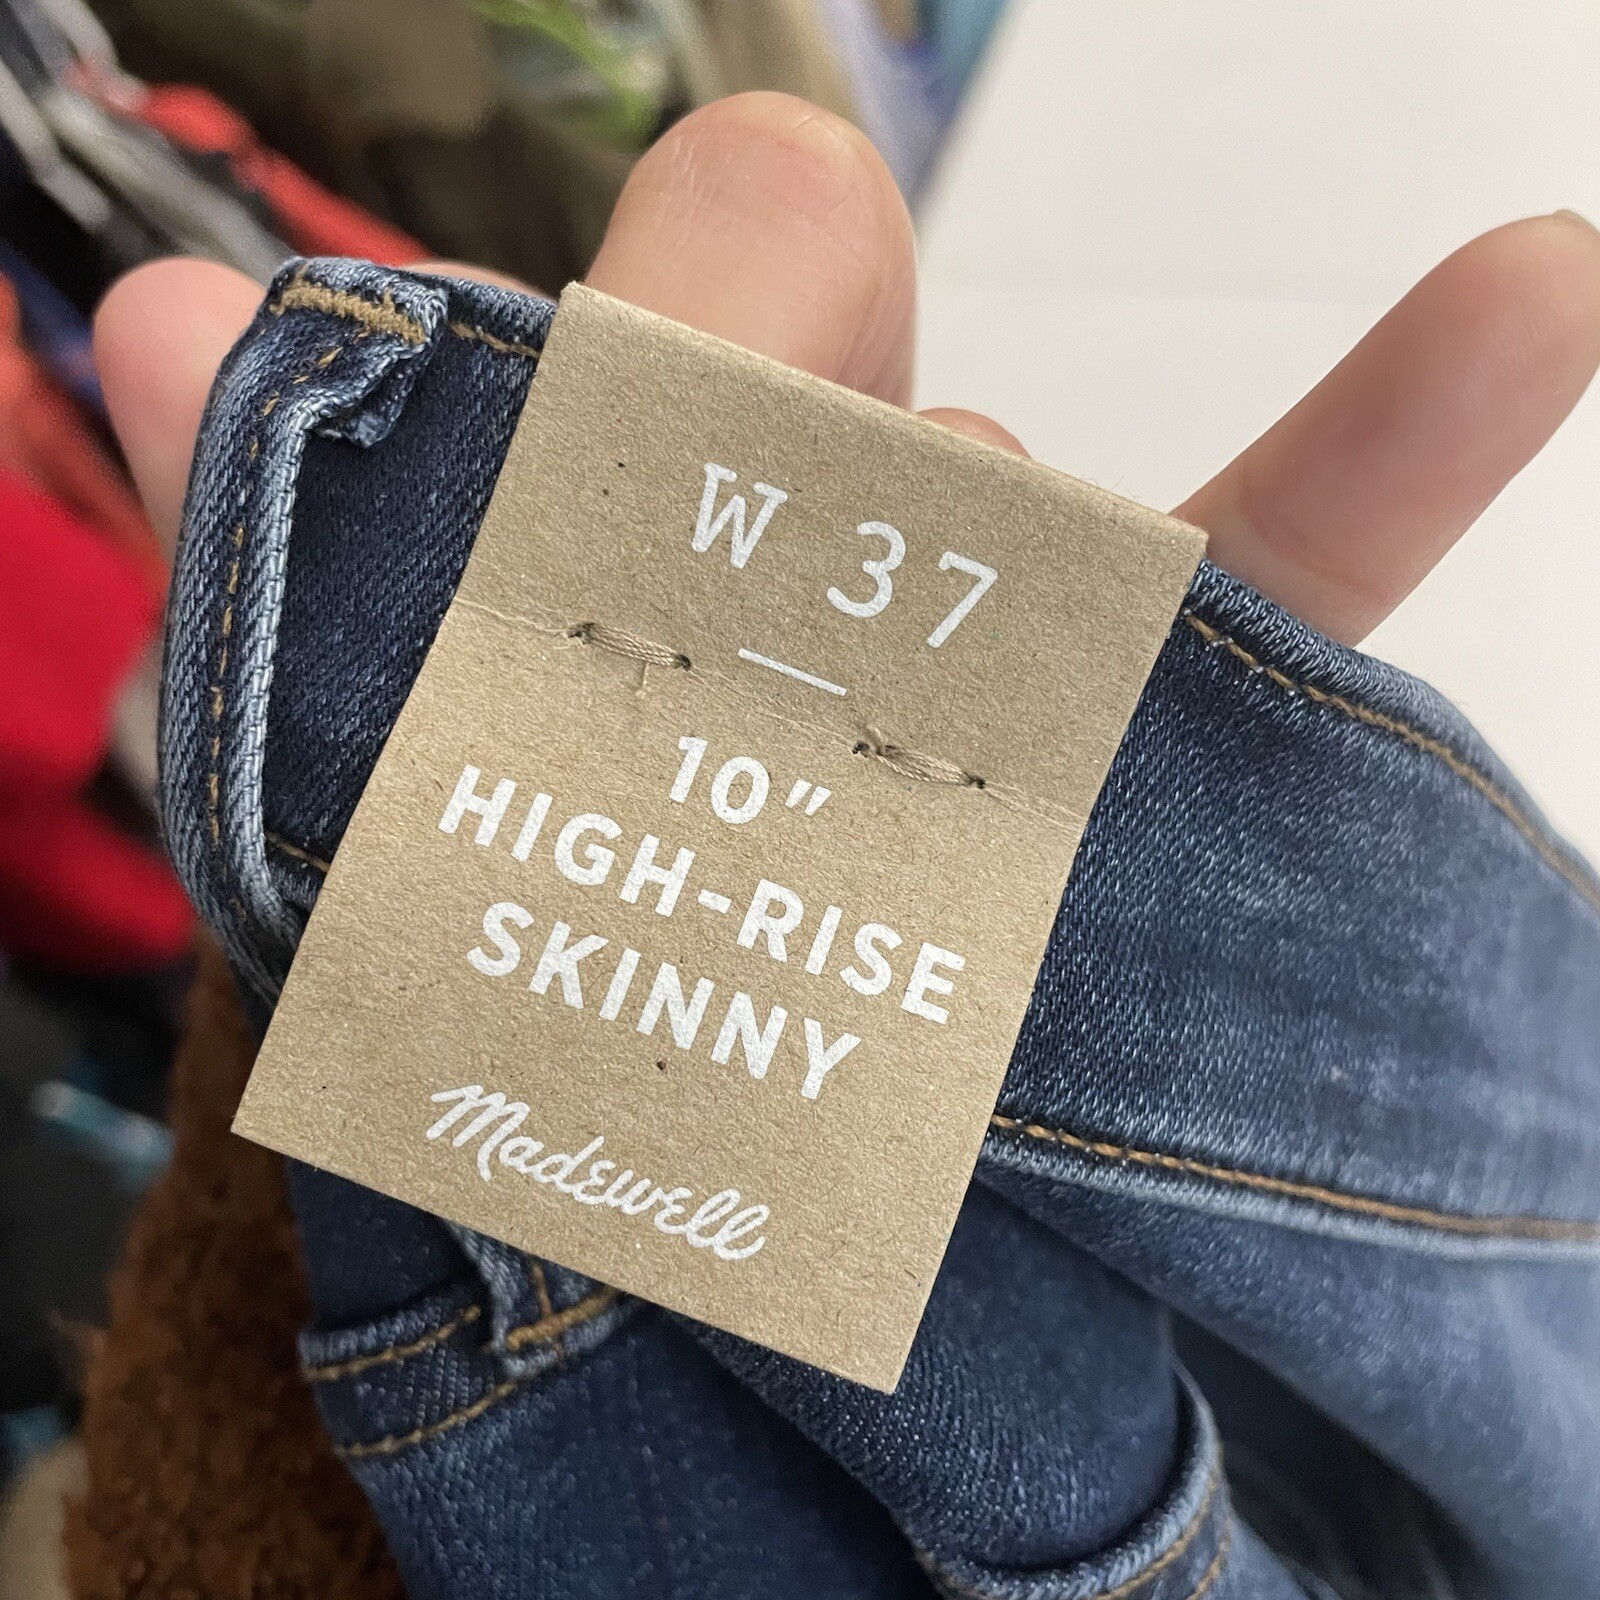 W 37
—
10"
HIGH-RISE
SKINNY
Madewell